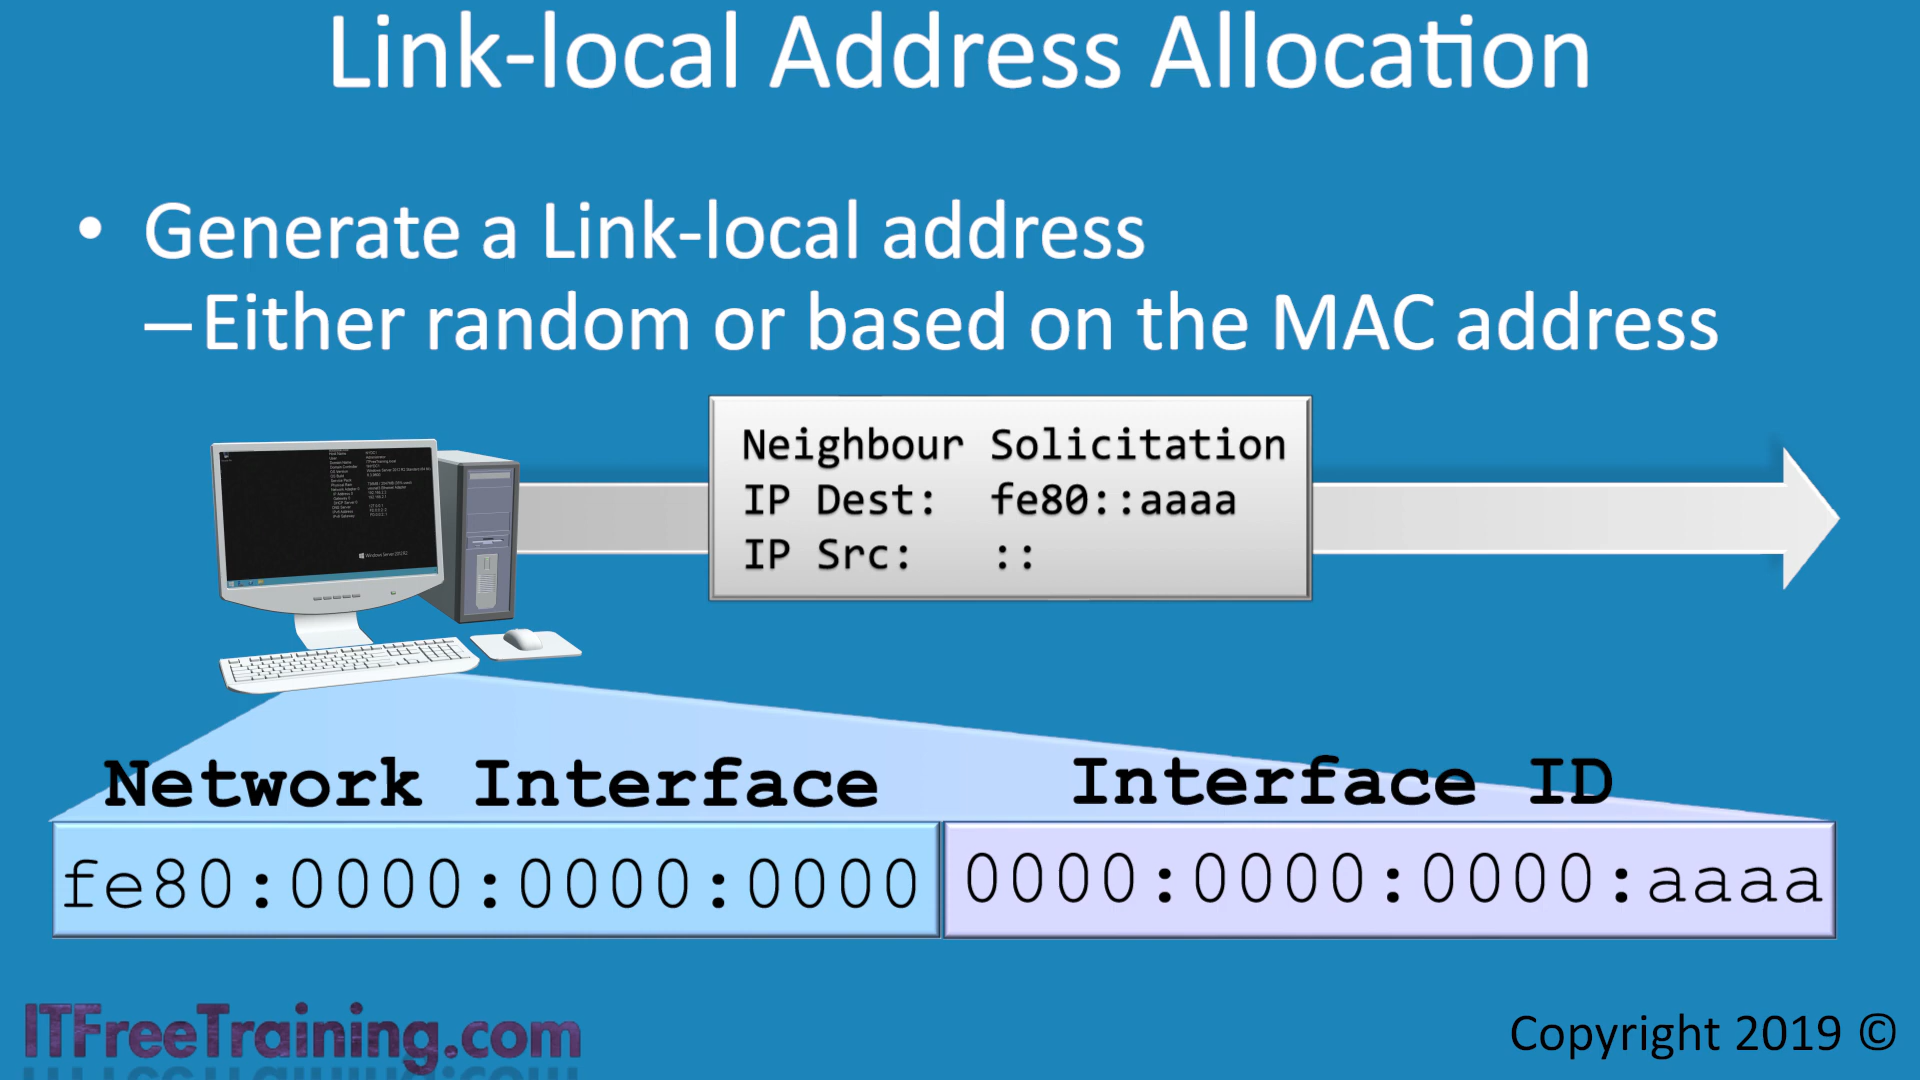 Link-local Address Allocation
• Generate a Link-local address
–Either random or based on the MAC address
Neighbour Solicitation
IP Dest: fe80::aaaa
IP Src: ::
Network Interface
Interface ID
fe80:0000:0000:0000
0000:0000:0000:aaaa
ITFreeTraining.com
Copyright 2019 ©